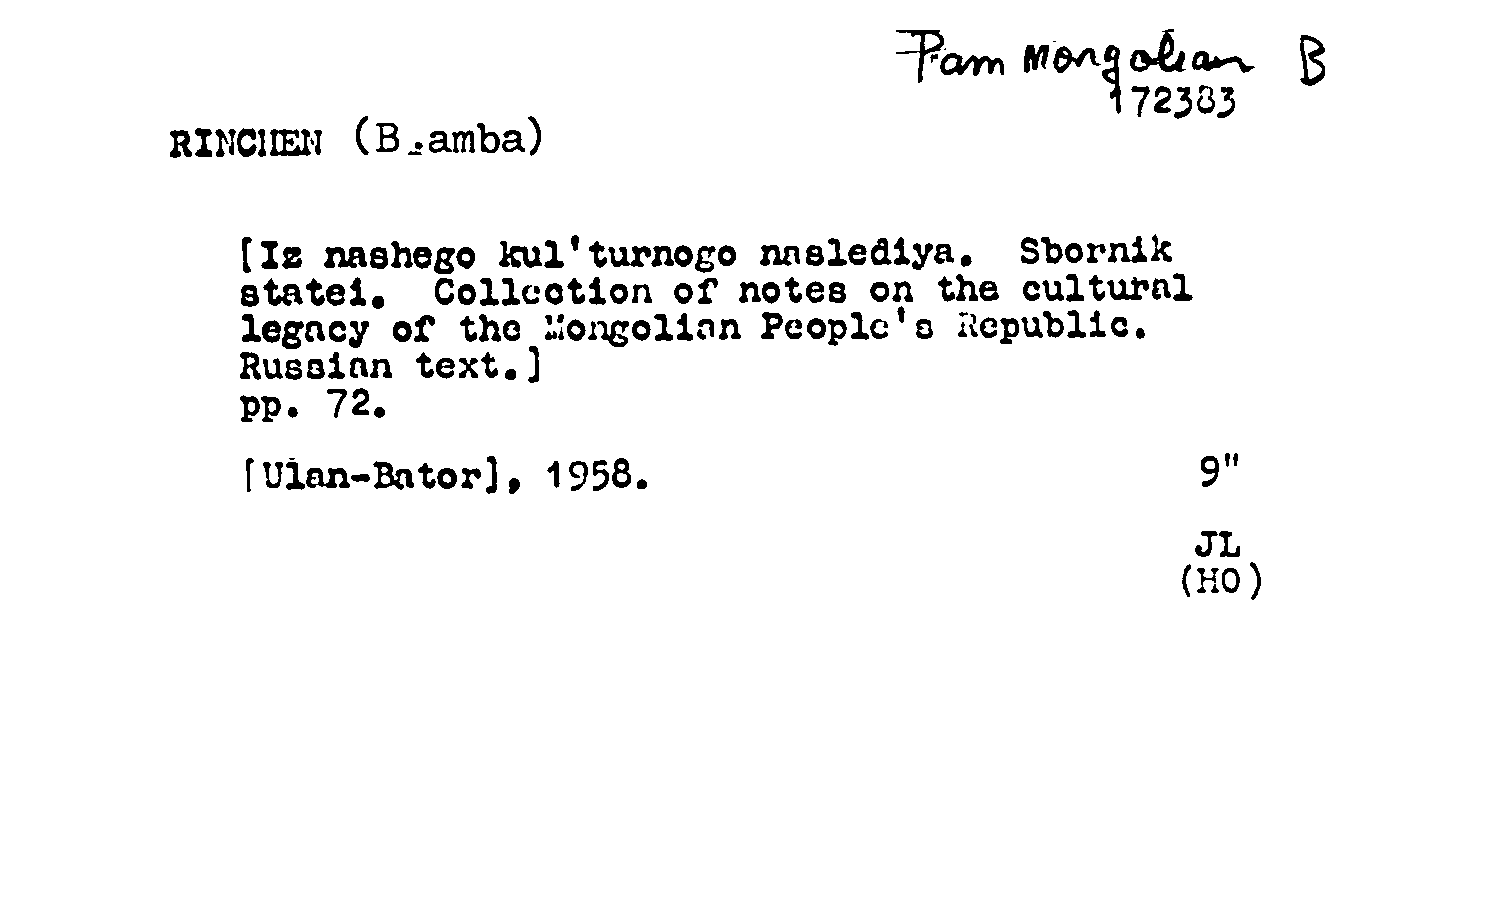 Pam Mongolian B
172383
RINCHEN (B.amba)
[Iz nashego kul'turnogo naslediya. Sbornik
statei. Collection of notes on the cultural
legacy of the Mongolian People's Republic.
Russian text.]
pp. 72.
[Ulan-Bator], 1958. 9"
JL
(HO)